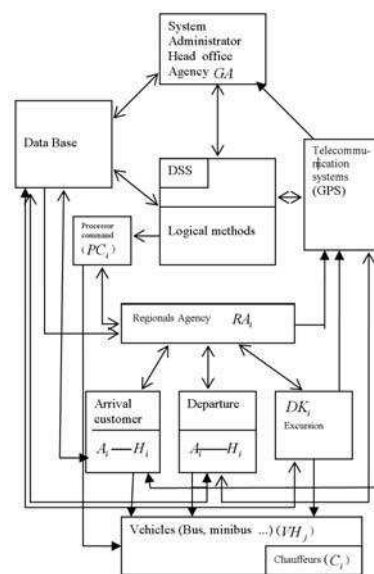 System
Administrator
Head office
Agency GA
Data Base
DSS
Logical methods
Telecommu-
nication
systems
(GPS)
Processor
command
(PC_i)
Regionals Agency RA_i
Arrival
customer
A_i — H_i
Departure
A_i — H_i
DK_i
Excursion
Vehicles (Bus, minibus ...) (VH_j)
Chauffeurs (C_i)